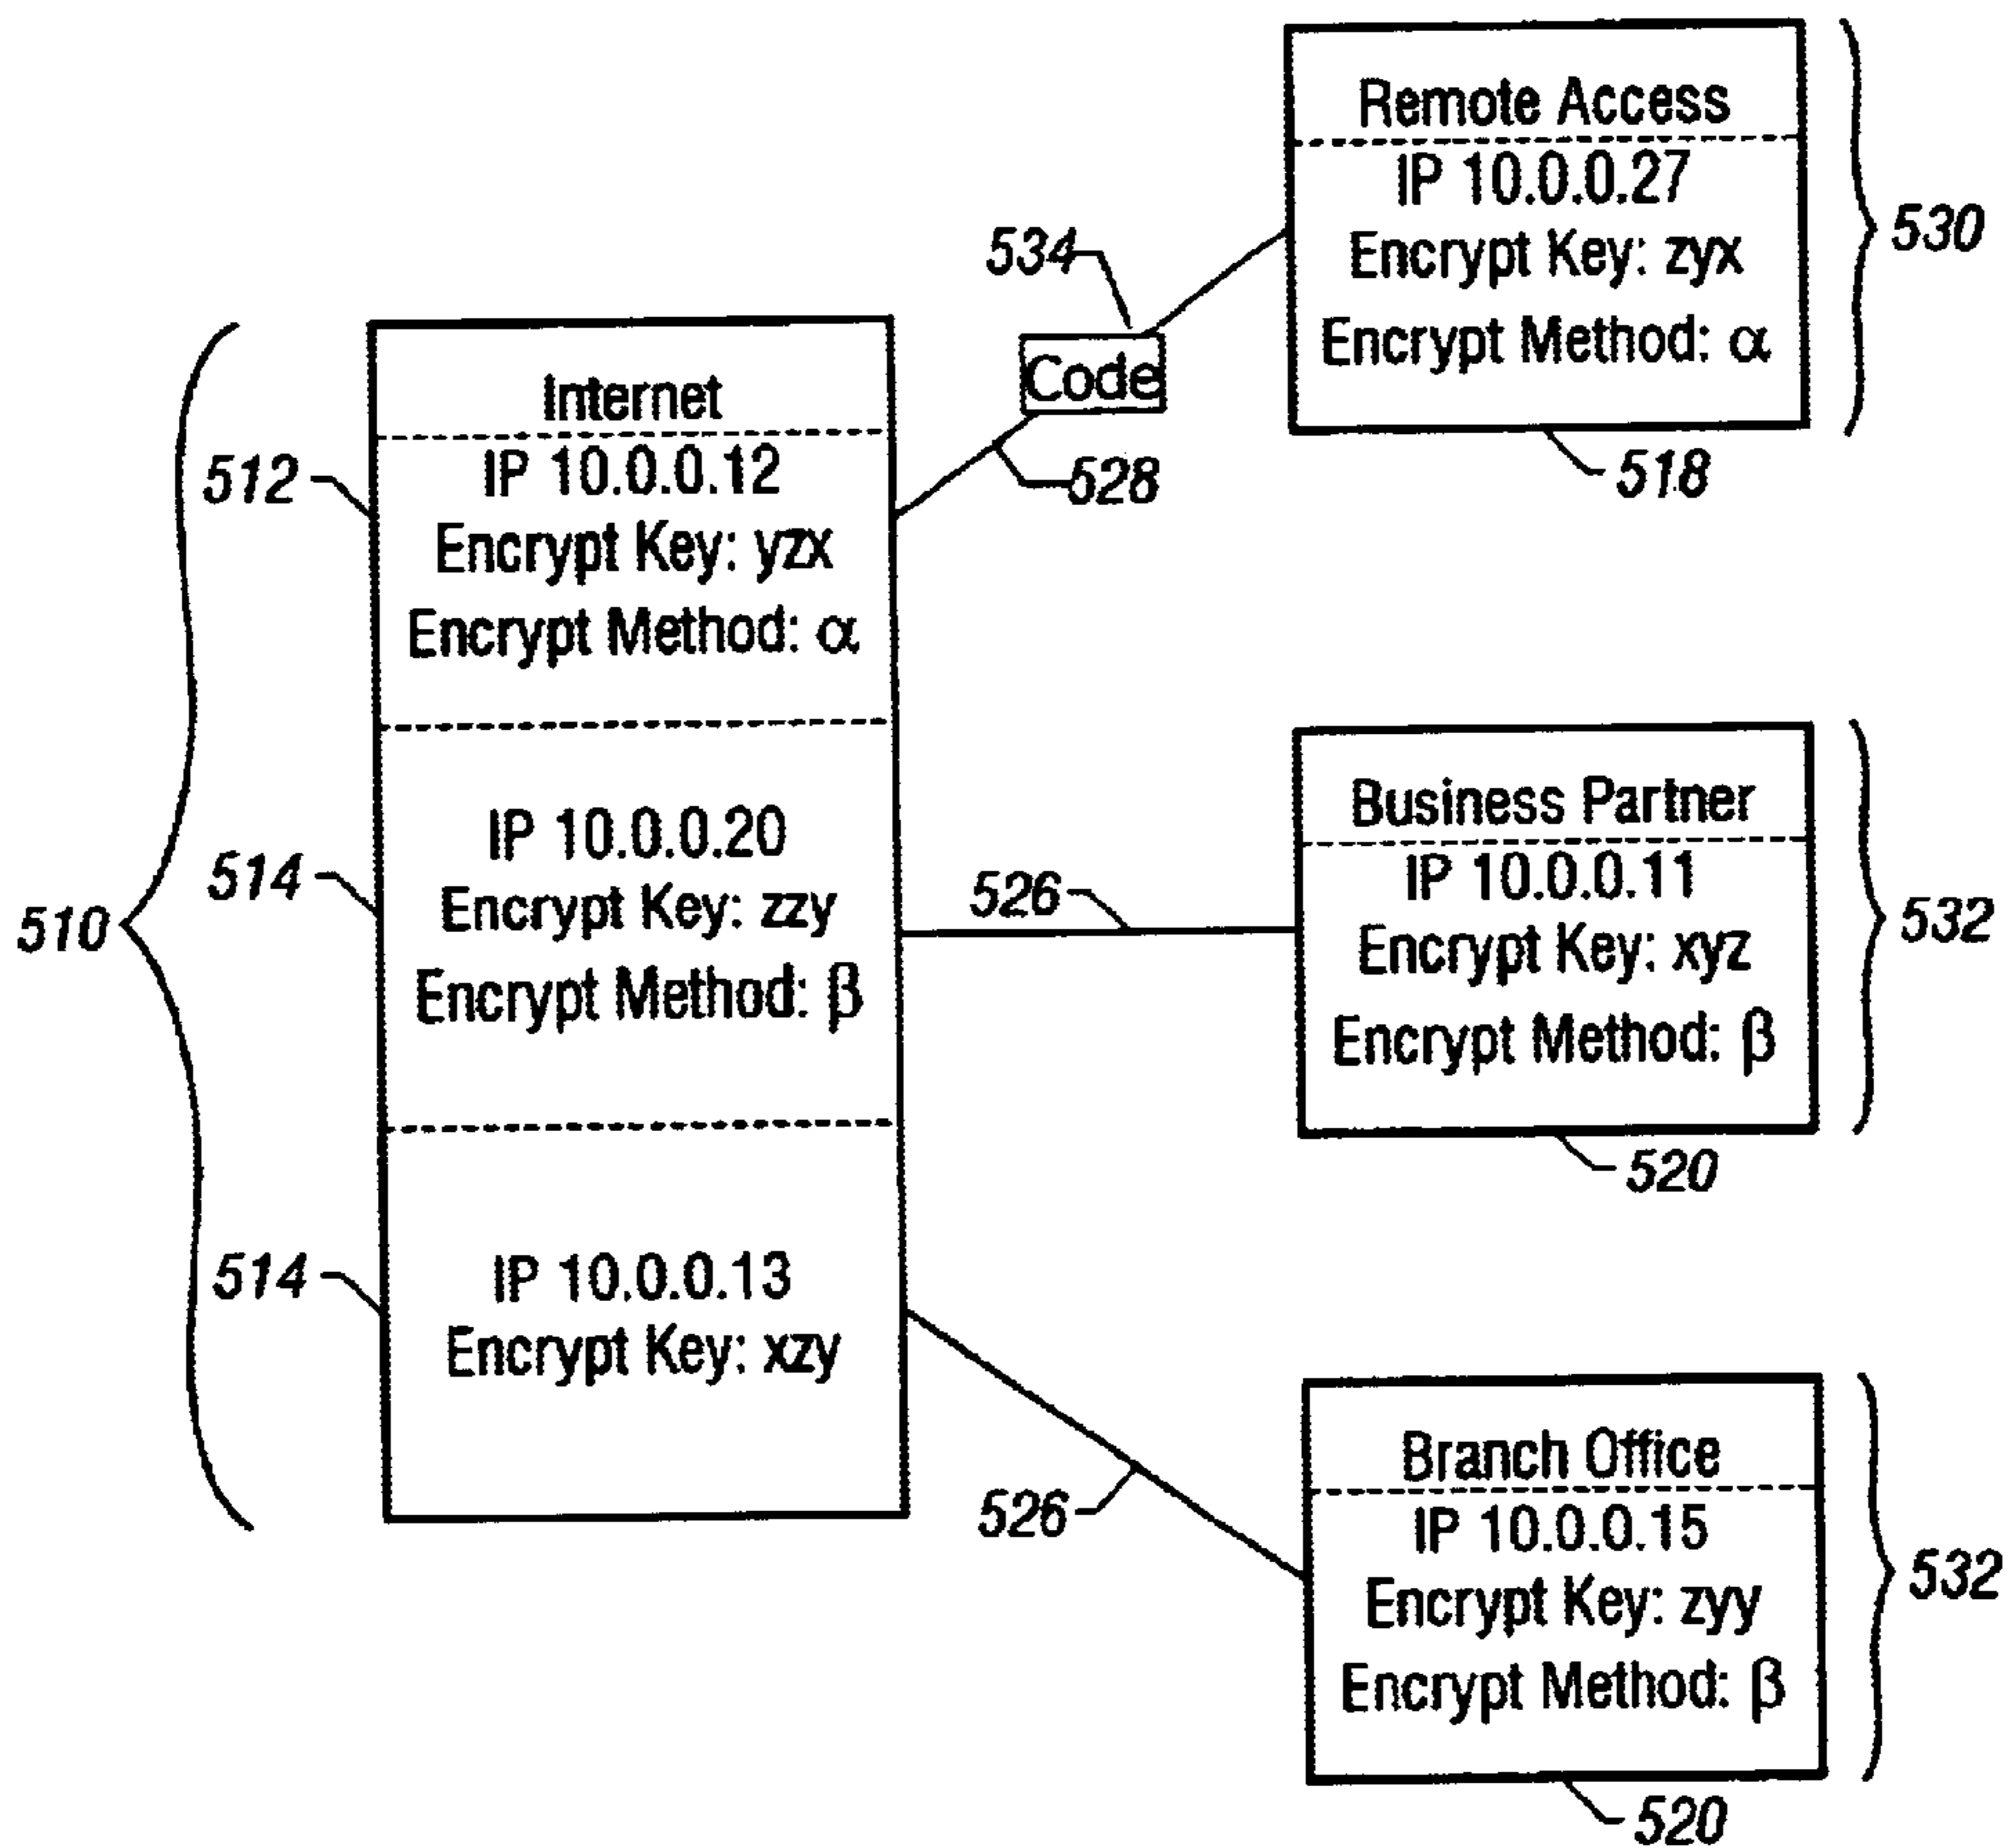 Remote Access
IP 10.0.0.27
Encrypt Key: zyx
Encrypt Method: α
530
518
534
Code
528
Internet
IP 10.0.0.12
Encrypt Key: yzx
Encrypt Method: α
512
IP 10.0.0.20
Encrypt Key: zzy
Encrypt Method: β
514
510
526
Business Partner
IP 10.0.0.11
Encrypt Key: xyz
Encrypt Method: β
532
520
IP 10.0.0.13
Encrypt Key: xzy
514
526
Branch Office
IP 10.0.0.15
Encrypt Key: zyy
Encrypt Method: β
532
520